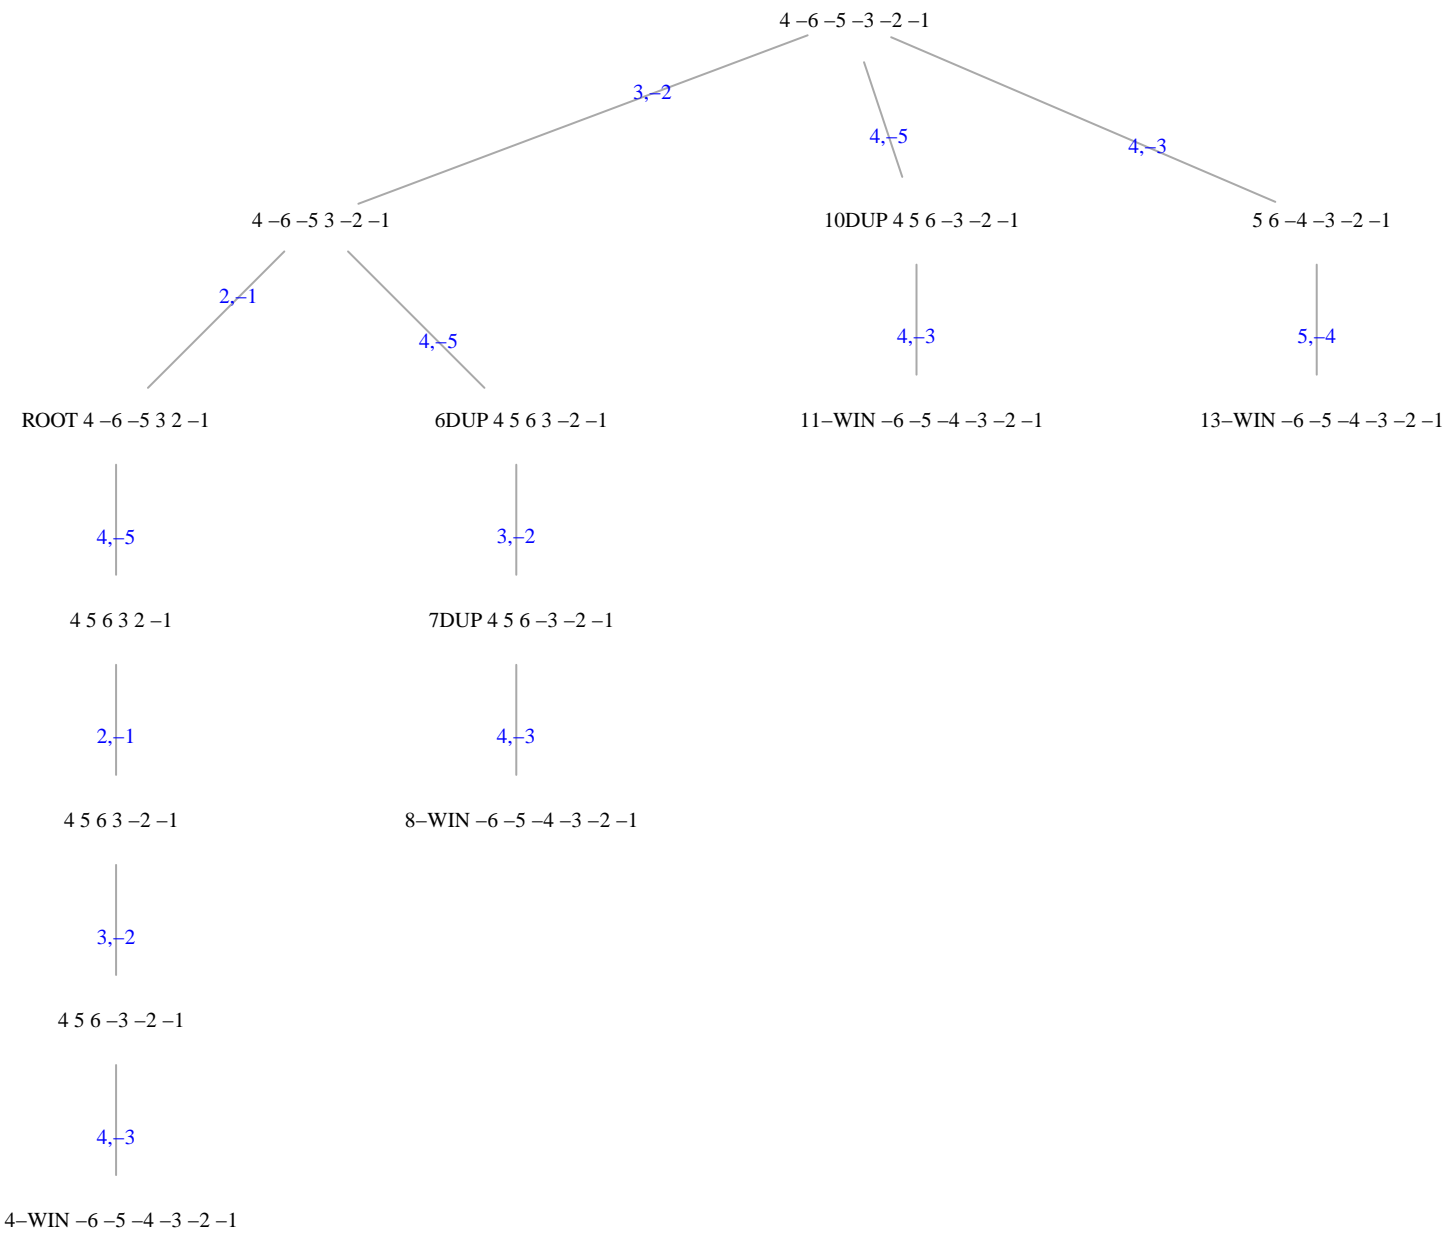 4 –6 –5 –3 –2 –1
3,–2
4,–5
4,–3
4 –6 –5 3 –2 –1
10DUP 4 5 6 –3 –2 –1
5 6 –4 –3 –2 –1
2,–1
4,–5
4,–3
5,–4
ROOT 4 –6 –5 3 2 –1
6DUP 4 5 6 3 –2 –1
11–WIN –6 –5 –4 –3 –2 –1
13–WIN –6 –5 –4 –3 –2 –1
4,–5
3,–2
4 5 6 3 2 –1
7DUP 4 5 6 –3 –2 –1
2,–1
4,–3
4 5 6 3 –2 –1
8–WIN –6 –5 –4 –3 –2 –1
3,–2
4 5 6 –3 –2 –1
4,–3
4–WIN –6 –5 –4 –3 –2 –1